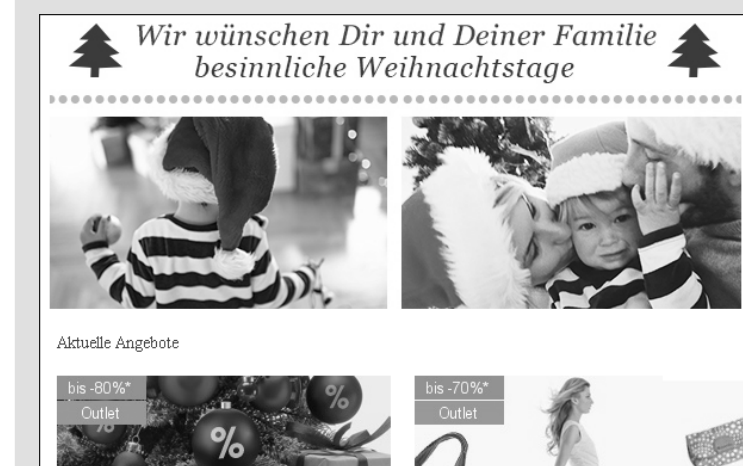 Wir wünschen Dir und Deiner Familie
besinnliche Weihnachtstage
Aktuelle Angebote
bis -80%*
Outlet
%
%
%
bis -70%*
Outlet